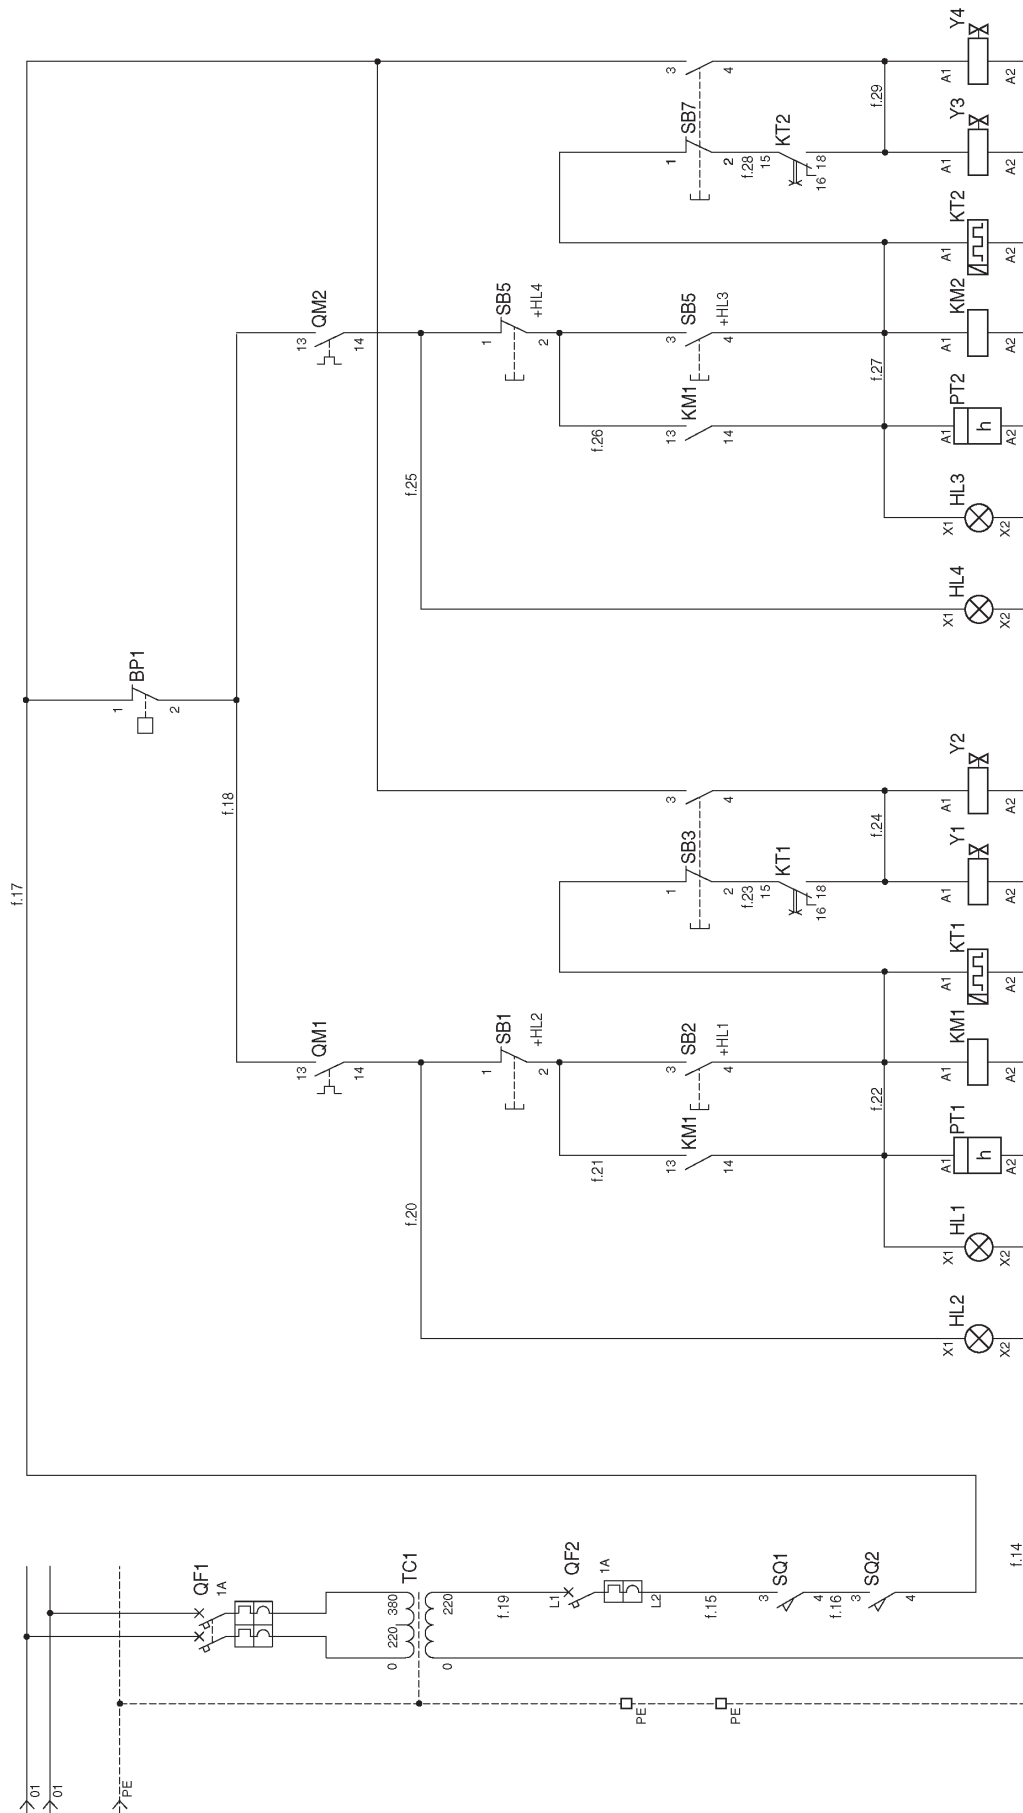 f.17
01
01
PE
1
BP1
2
QF1
1A
f.18
13
QM1
14
13
QM2
14
0
220
380
TC1
0
220
f.20
f.25
f.19
1
SB1
+HL2
2
1
SB5
+HL4
2
L1
QF2
1A
L2
f.21
f.26
PE
13
KM1
14
3
SB2
+HL1
4
1
SB3
2
3
4
13
KM1
14
3
SB5
+HL3
4
1
SB7
2
3
4
f.15
PE
f.23
f.28
3
SQ1
4
15
KT1
16
18
15
KT2
16
18
f.16
3
SQ2
4
f.22
f.24
f.27
f.29
X1
HL2
X2
X1
HL1
X2
A1
PT1
h
A2
A1
KM1
A2
A1
KT1
A2
A1
Y1
A2
A1
Y2
A2
X1
HL4
X2
X1
HL3
X2
A1
PT2
h
A2
A1
KM2
A2
A1
KT2
A2
A1
Y3
A2
A1
Y4
A2
f.14